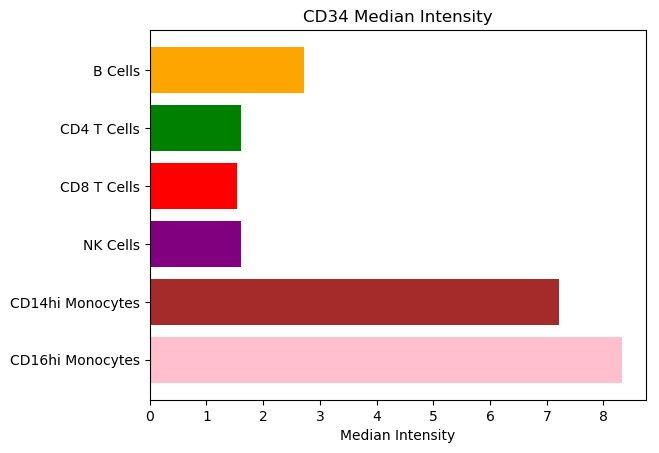 CD34 Median Intensity
B Cells
CD4 T Cells
CD8 T Cells
NK Cells
CD14hi Monocytes
CD16hi Monocytes
0 1 2 3 4 5 6 7 8
Median Intensity